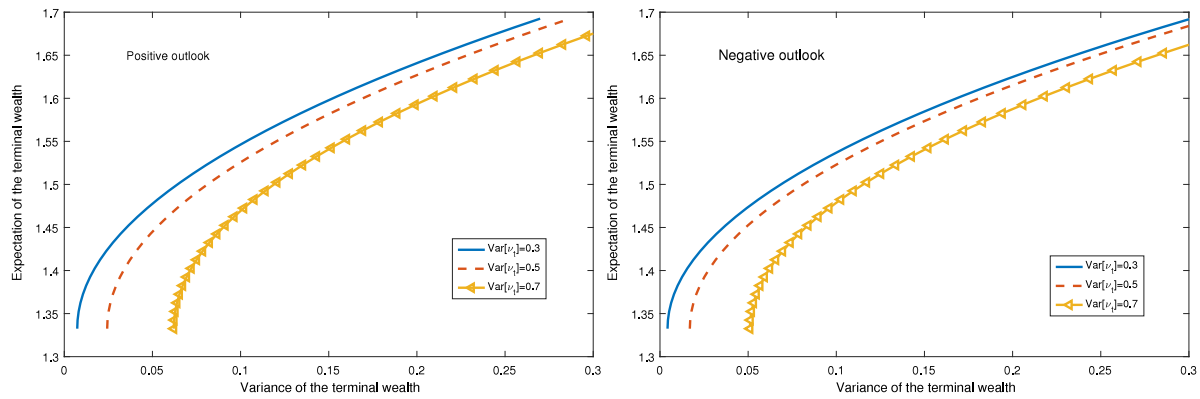 1.7
1.65
1.6
1.55
1.5
1.45
1.4
1.35
1.3
Expectation of the terminal wealth
Positive outlook
Var[ν₁]=0.3
Var[ν₁]=0.5
Var[ν₁]=0.7
0 0.05 0.1 0.15 0.2 0.25 0.3
Variance of the terminal wealth
1.7
1.65
1.6
1.55
1.5
1.45
1.4
1.35
1.3
Expectation of the terminal wealth
Negative outlook
Var[ν₁]=0.3
Var[ν₁]=0.5
Var[ν₁]=0.7
0 0.05 0.1 0.15 0.2 0.25 0.3
Variance of the terminal wealth